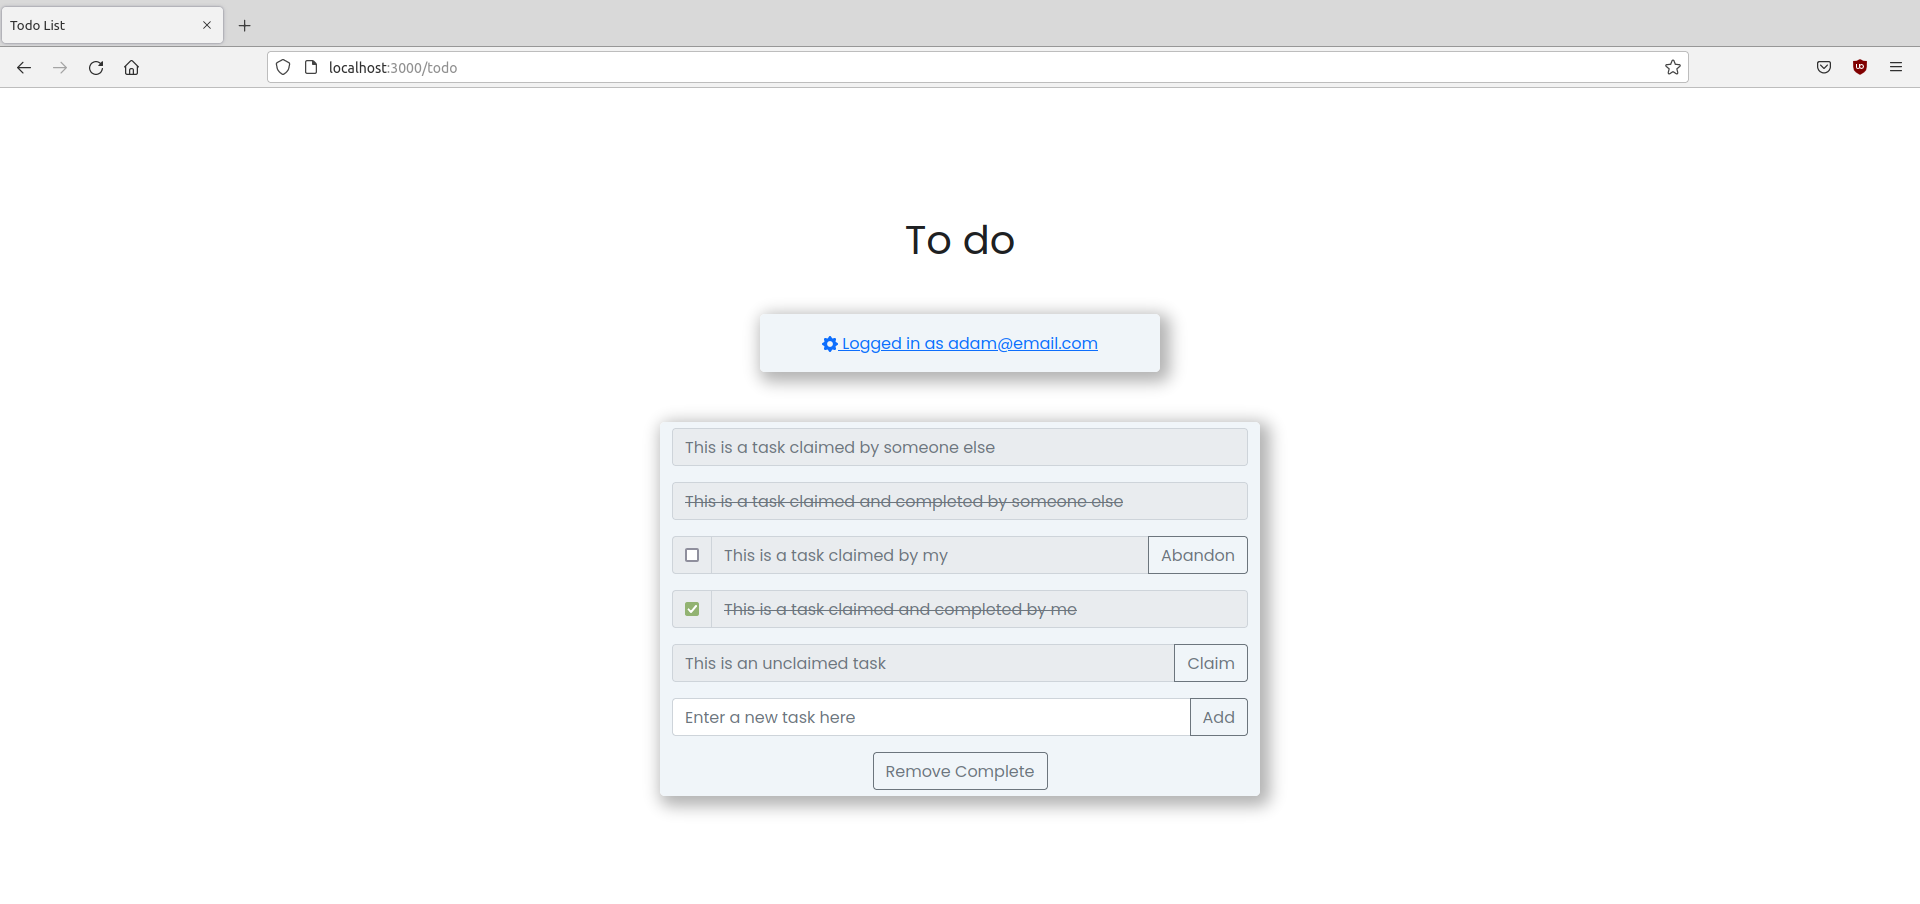 Todo List
localhost:3000/todo
To do
Logged in as adam@email.com
This is a task claimed by someone else
This is a task claimed and completed by someone else
This is a task claimed by my Abandon
This is a task claimed and completed by me
This is an unclaimed task Claim
Enter a new task here Add
Remove Complete